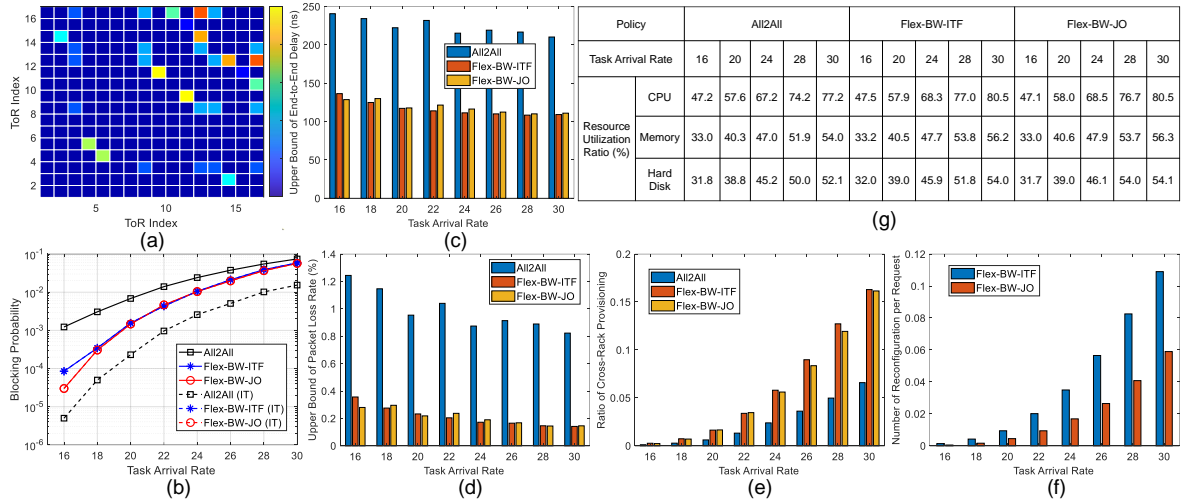 16
14
12
10
8
6
4
2
ToR Index
5
10
15
ToR Index
(a)
250
200
150
100
50
0
Upper Bound of End-to-End Delay (ns)
All2All
Flex-BW-ITF
Flex-BW-JO
16 18 20 22 24 26 28 30
Task Arrival Rate
(c)
Policy All2All Flex-BW-ITF Flex-BW-JO
Task Arrival Rate 16 20 24 28 30 16 20 24 28 30 16 20 24 28 30
Resource
Utilization
Ratio (%)
CPU 47.2 57.6 67.2 74.2 77.2 47.5 57.9 68.3 77.0 80.5 47.1 58.0 68.5 76.7 80.5
Memory 33.0 40.3 47.0 51.9 54.0 33.2 40.5 47.7 53.8 56.2 33.0 40.6 47.9 53.7 56.3
Hard
Disk 31.8 38.8 45.2 50.0 52.1 32.0 39.0 45.9 51.8 54.0 31.7 39.0 46.1 54.0 54.1
(g)
10-1
10-2
10-3
10-4
10-5
10-6
Blocking Probability
All2All
Flex-BW-ITF
Flex-BW-JO
All2All (IT)
Flex-BW-ITF (IT)
Flex-BW-JO (IT)
16 18 20 22 24 26 28 30
Task Arrival Rate
(b)
1.4
1.2
1
0.8
0.6
0.4
0.2
0
Upper Bound of Packet Loss Rate (%)
All2All
Flex-BW-ITF
Flex-BW-JO
16 18 20 22 24 26 28 30
Task Arrival Rate
(d)
0.2
0.15
0.1
0.05
0
Ratio of Cross-Rack Provisioning
All2All
Flex-BW-ITF
Flex-BW-JO
16 18 20 22 24 26 28 30
Task Arrival Rate
(e)
0.12
0.1
0.08
0.06
0.04
0.02
0
Number of Reconfiguration per Request
Flex-BW-ITF
Flex-BW-JO
16 18 20 22 24 26 28 30
Task Arrival Rate
(f)